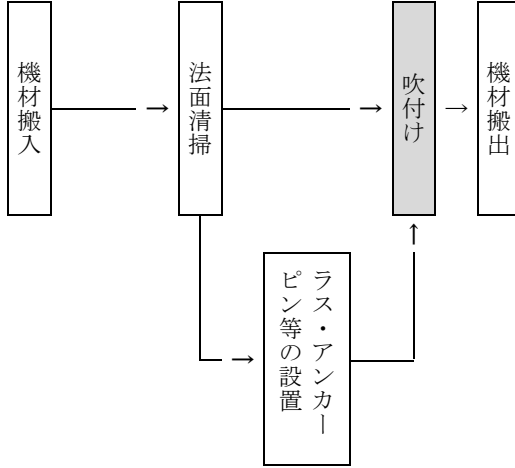 機材搬入
法面清掃
吹付け
機材搬出
ラス・アンカー
ピン等の設置